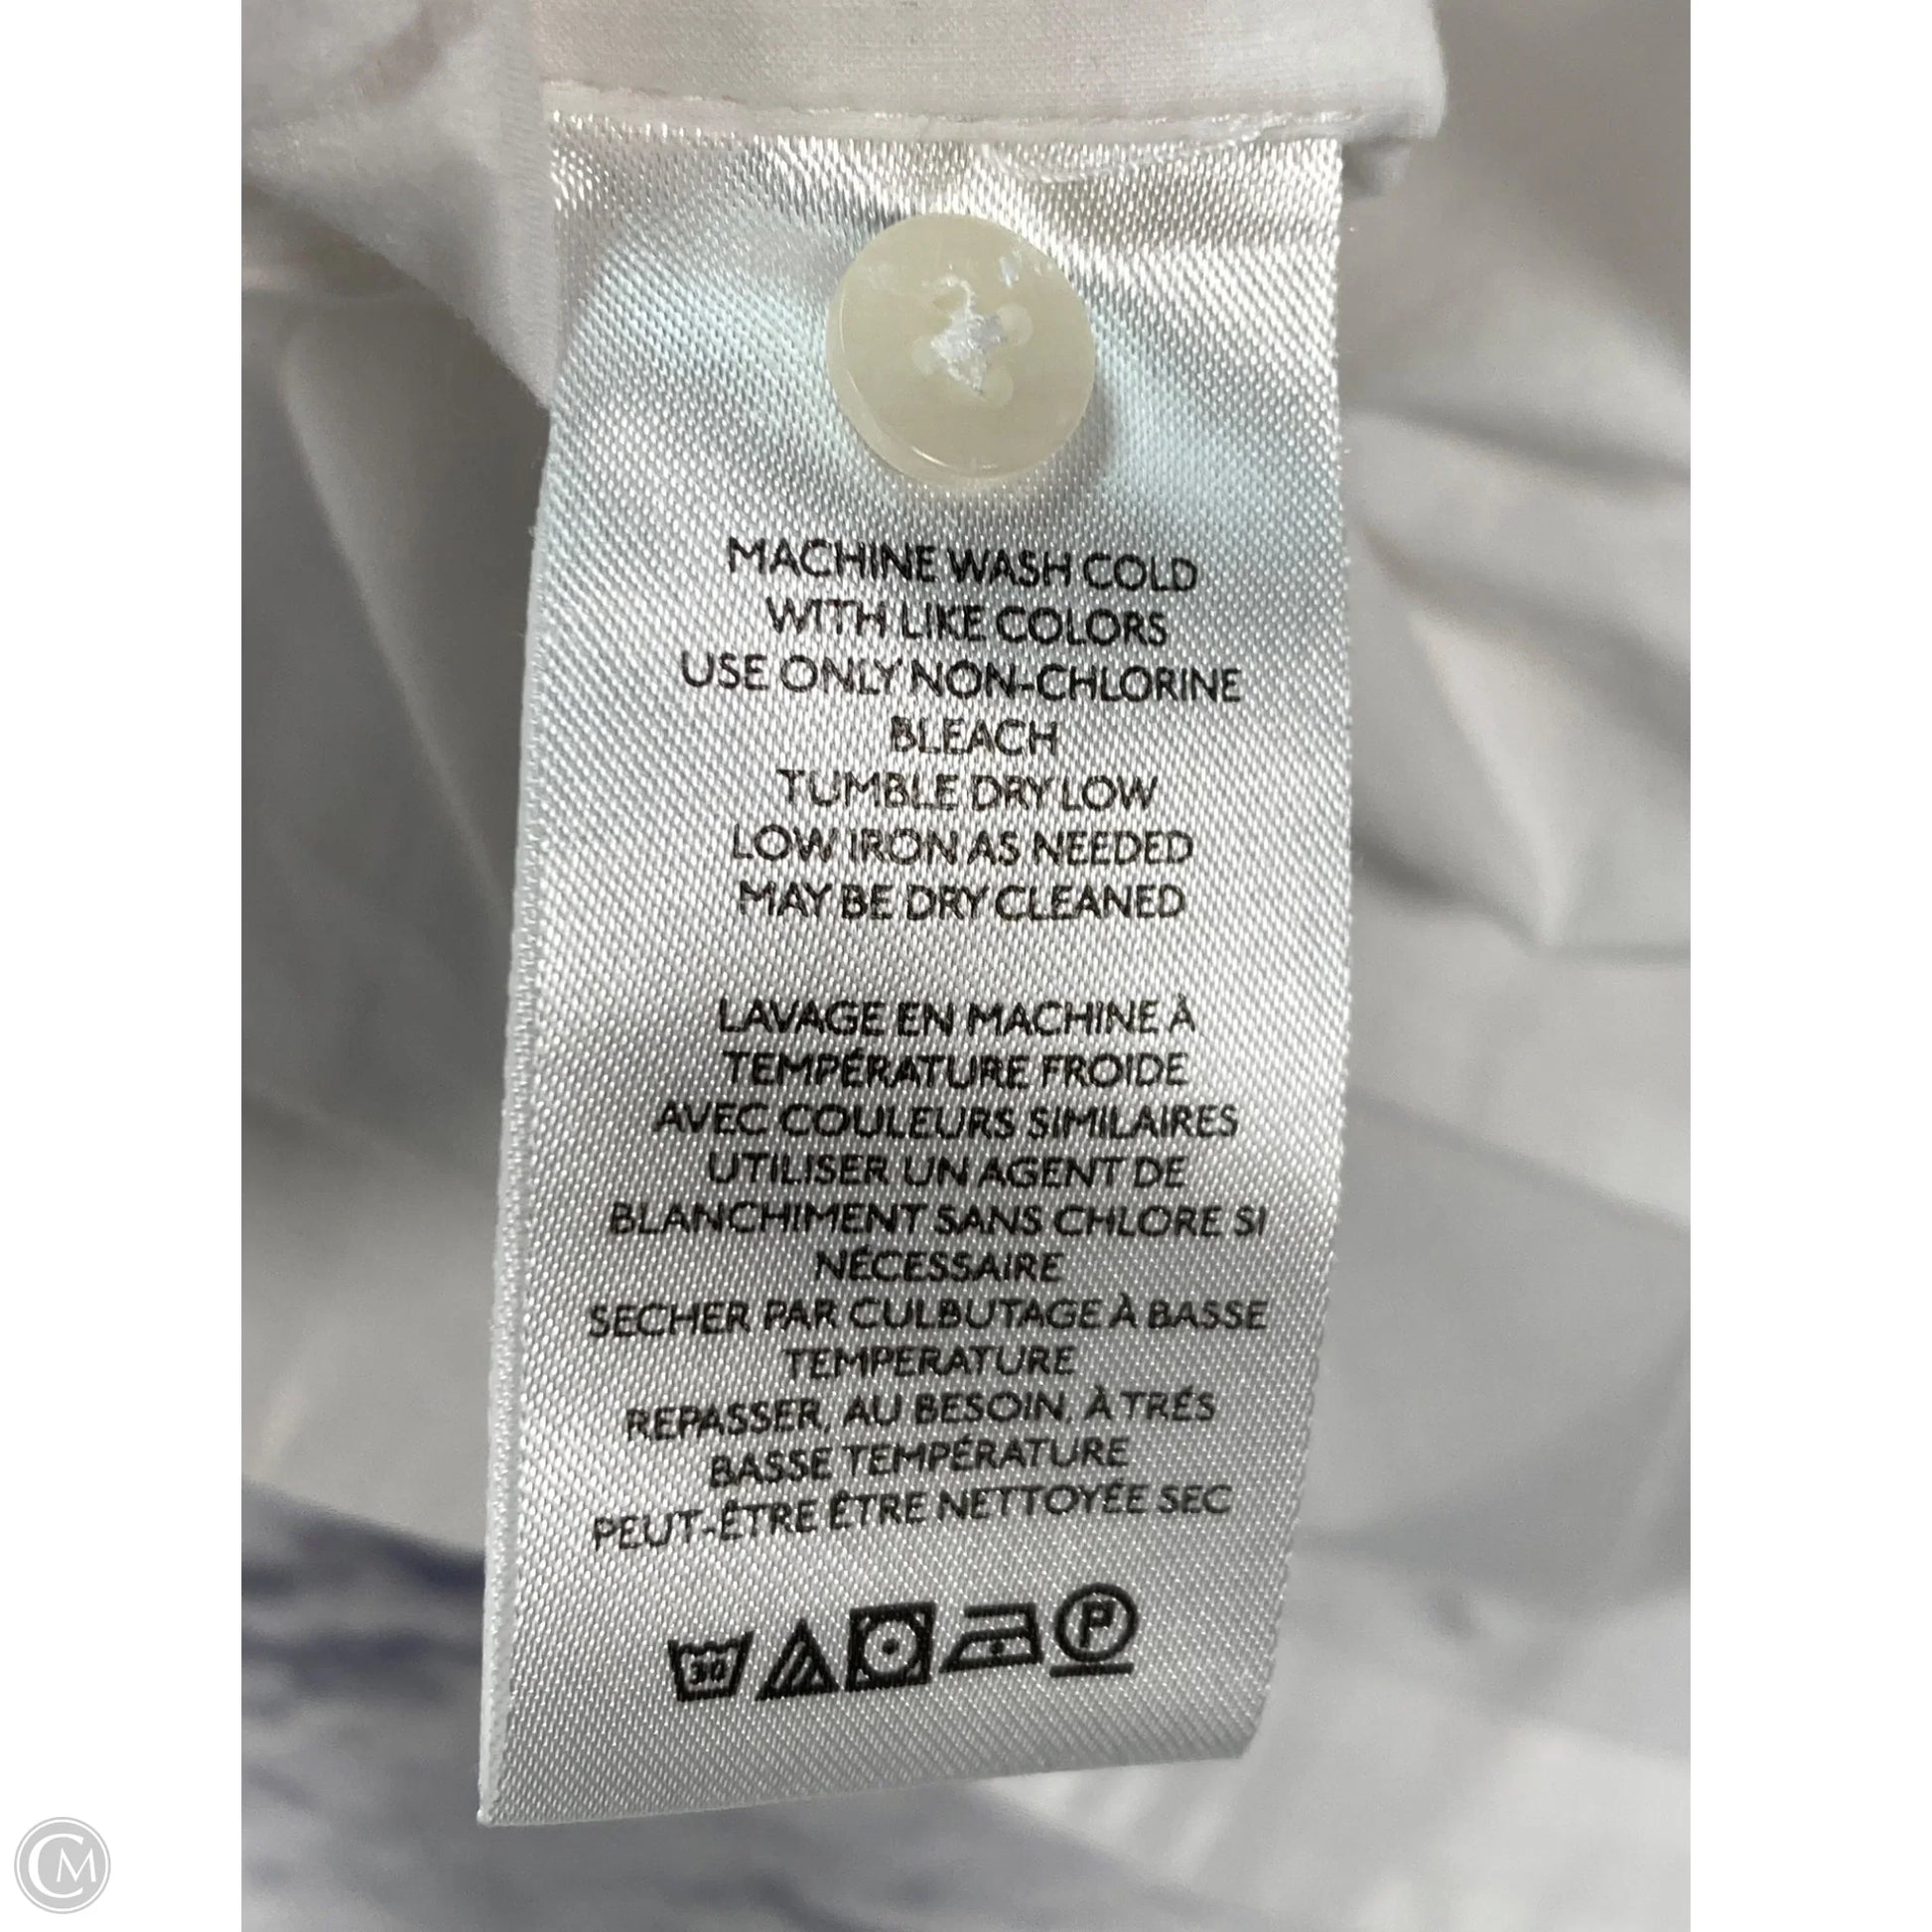 MACHINE WASH COLD
WITH LIKE COLORS
USE ONLY NON-CHLORINE
BLEACH
TUMBLE DRY LOW
LOW IRON AS NEEDED
MAY BE DRY CLEANED
LAVAGE EN MACHINE À
TEMPÉRATURE FROIDE
AVEC COULEURS SIMILAIRES
UTILISER UN AGENT DE
BLANCHIMENT SANS CHLORE SI
NÉCESSAIRE
SECHER PAR CULBUTAGE À BASSE
TEMPERATURE
REPASSER, AU BESOIN, À TRÉS
BASSE TEMPÉRATURE
PEUT-ÊTRE ÊTRE NETTOYÉE SEC
30 P
CM